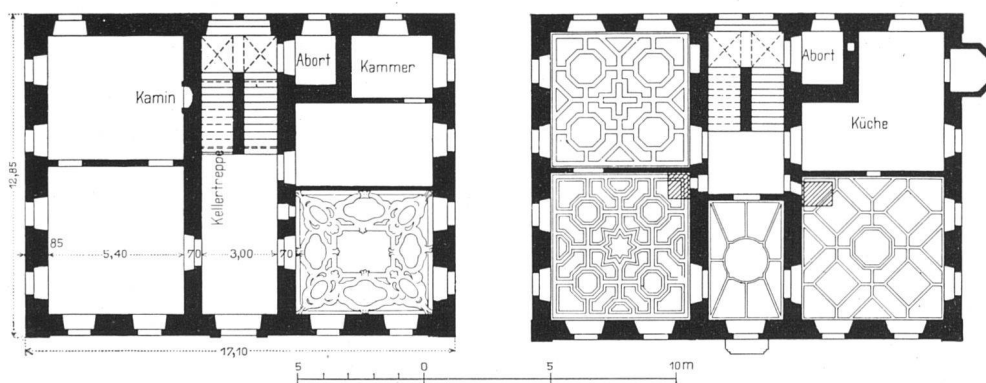 Abort
Kammer
Kamin
Kellertreppe
12,85
85
5,40
70
3,00
70
17,10
Abort
Küche
5
0
5
10m